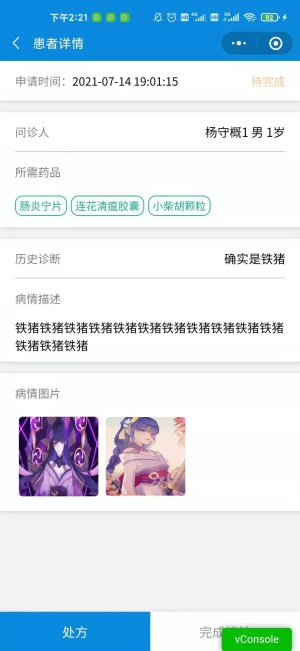 下午2:21
82
患者详情
申请时间：2021-07-14 19:01:15 待完成
问诊人 杨守概1 男 1岁
所需药品
肠炎宁片 连花清瘟胶囊 小柴胡颗粒
历史诊断 确实是铁猪
病情描述
铁猪铁猪铁猪铁猪铁猪铁猪铁猪铁猪铁猪铁猪铁猪
铁猪铁猪铁猪
病情图片
处方 完成
vConsole